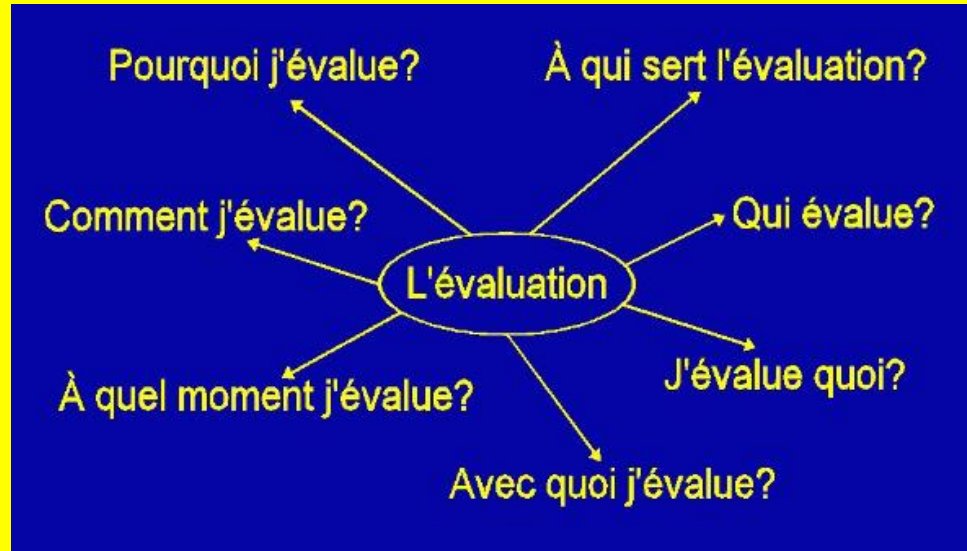 Pourquoi j'évalue?
À qui sert l'évaluation?
Comment j'évalue?
Qui évalue?
L'évaluation
À quel moment j'évalue?
J'évalue quoi?
Avec quoi j'évalue?